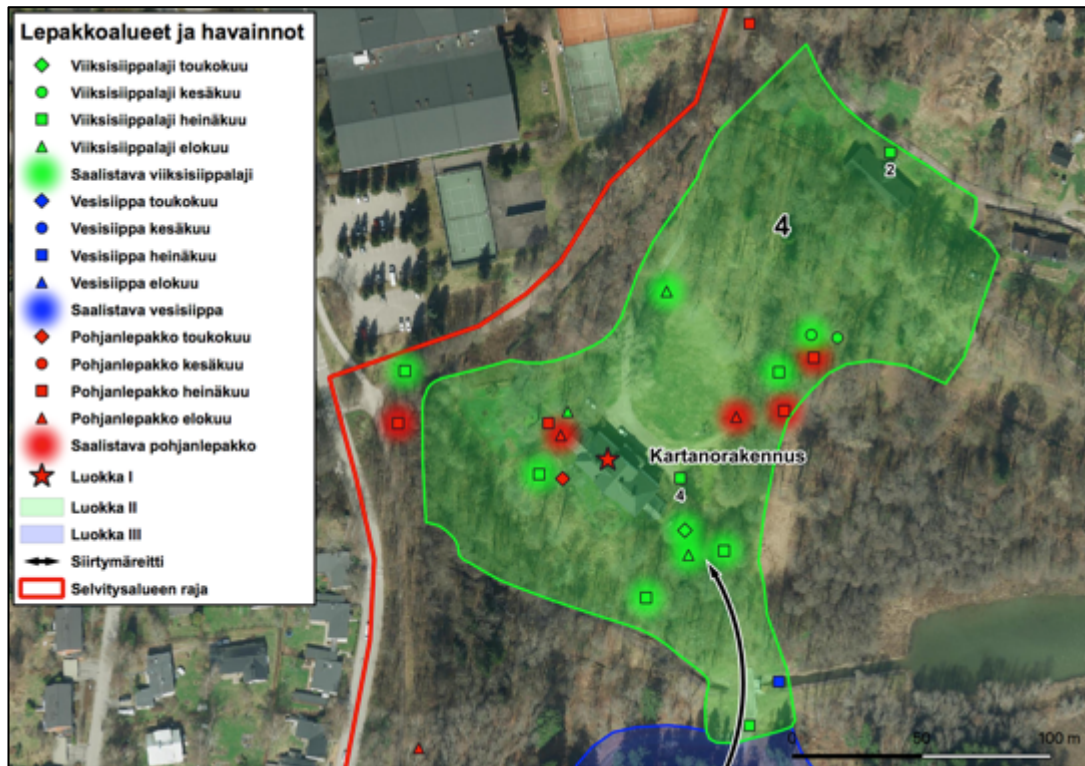 Lepakkoalueet ja havainnot
Viiksisiippalaji toukokuu
Viiksisiippalaji kesäkuu
Viiksisiippalaji heinäkuu
Viiksisiippalaji elokuu
Saalistava viiksisiippalaji
Vesisiippa toukokuu
Vesisiippa kesäkuu
Vesisiippa heinäkuu
Vesisiippa elokuu
Saalistava vesisiippa
Pohjanlepakko toukokuu
Pohjanlepakko kesäkuu
Pohjanlepakko heinäkuu
Pohjanlepakko elokuu
Saalistava pohjanlepakko
Luokka I
Luokka II
Luokka III
Siirtymäreitti
Selvitysalueen raja
2
4
Kartanorakennus
4
0 50 100 m